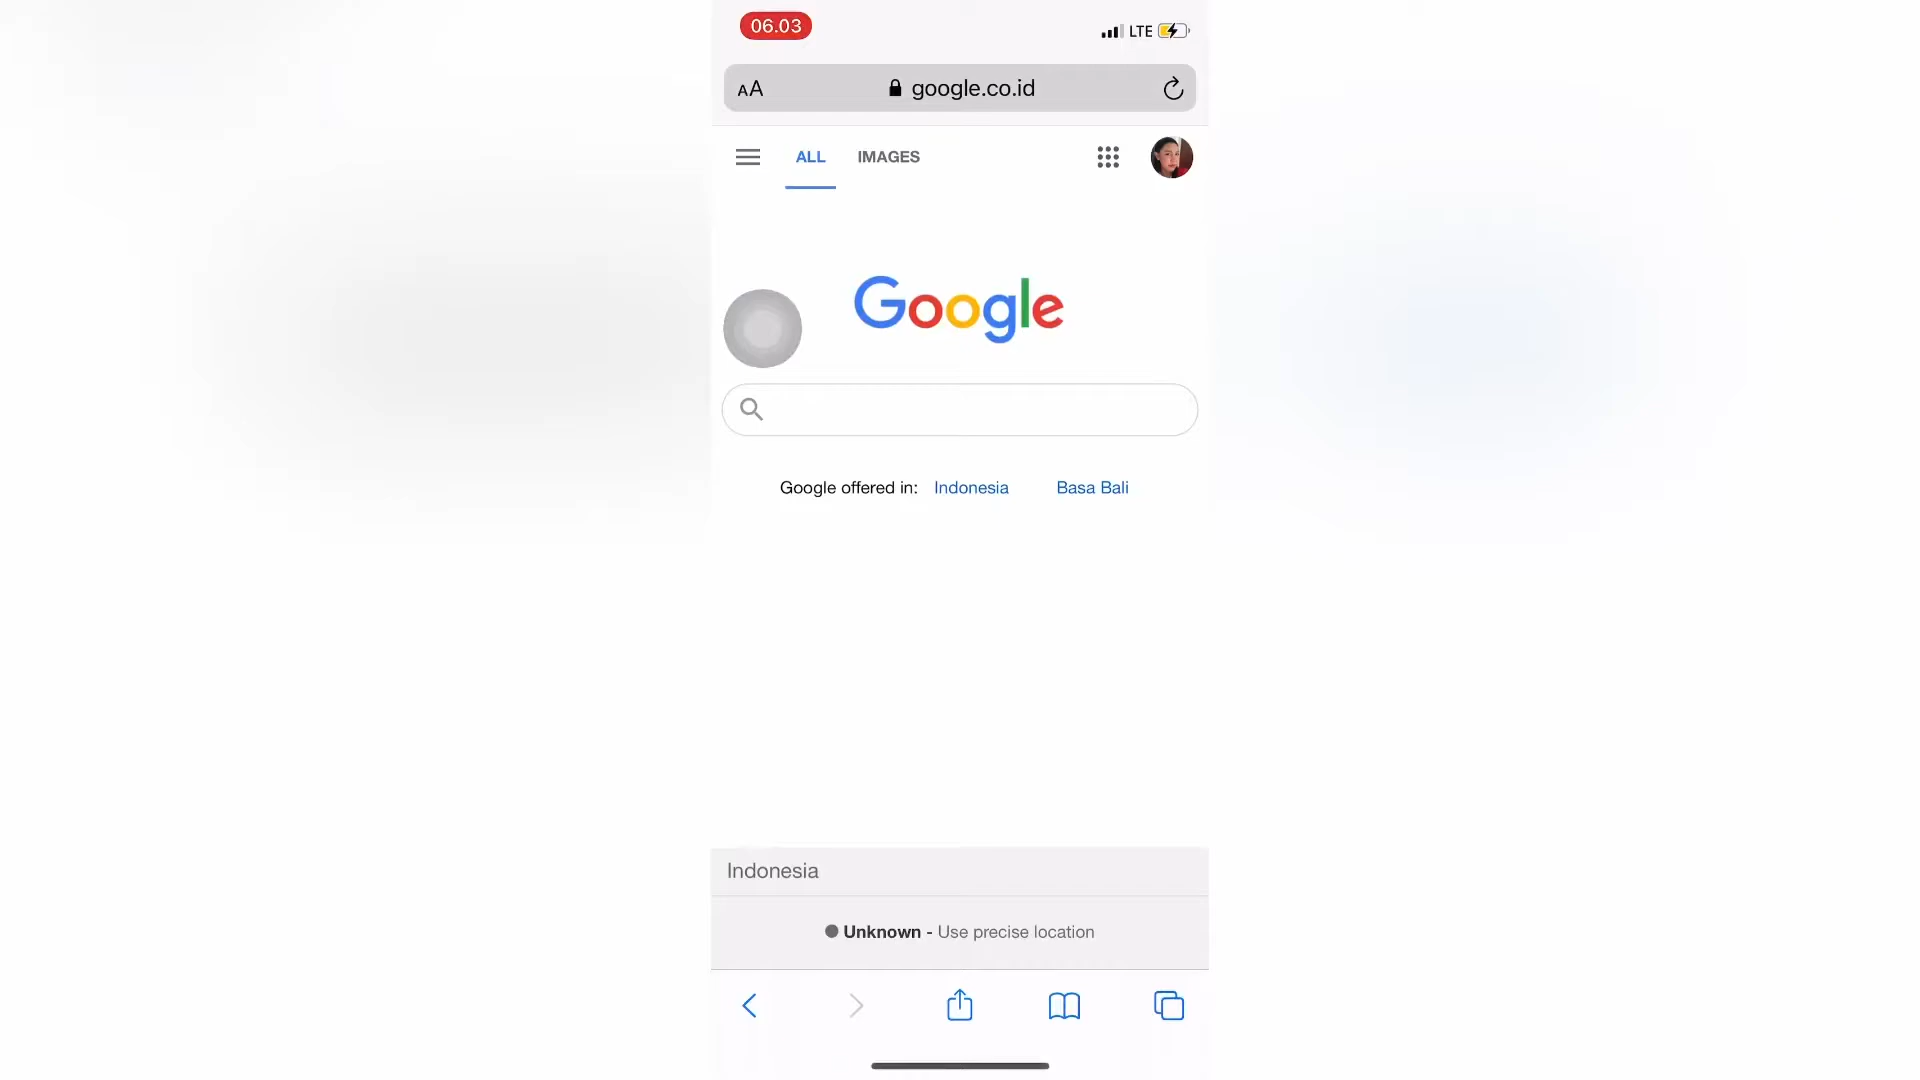 06.03
LTE
AA
google.co.id
ALL IMAGES
Google
Google offered in: Indonesia Basa Bali
Indonesia
Unknown - Use precise location